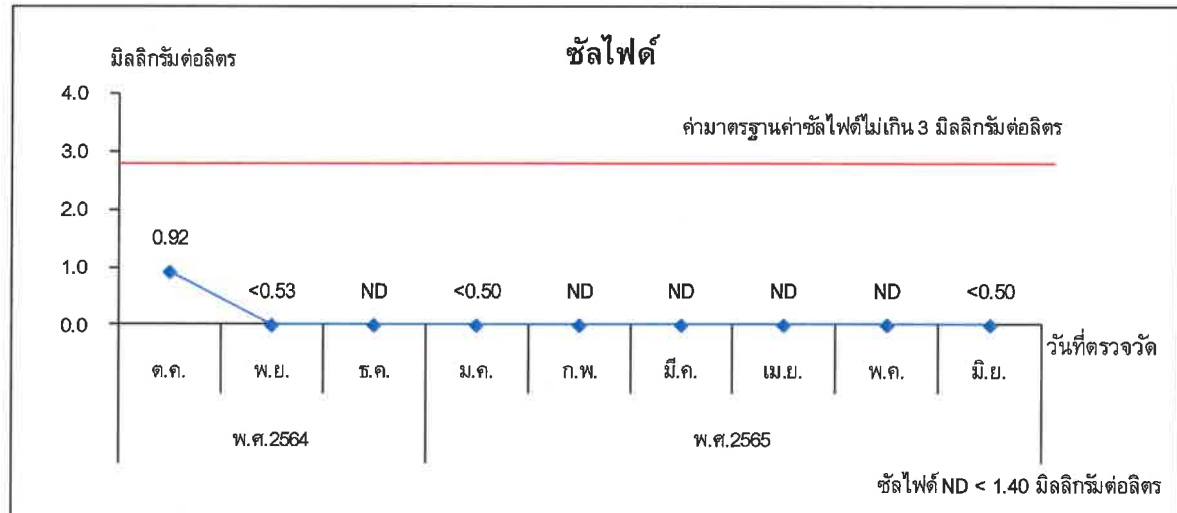 ซัลไฟด์
มิลลิกรัมต่อลิตร
4.0
ค่ามาตรฐานค่าซัลไฟด์ไม่เกิน 3 มิลลิกรัมต่อลิตร
3.0
2.0
0.92
1.0
<0.53 ND <0.50 ND ND ND ND <0.50
0.0
วันที่ตรวจวัด
ต.ค. พ.ย. ธ.ค. ม.ค. ก.พ. มี.ค. เม.ย. พ.ค. มิ.ย.
พ.ศ.2564 พ.ศ.2565
ซัลไฟด์ ND < 1.40 มิลลิกรัมต่อลิตร